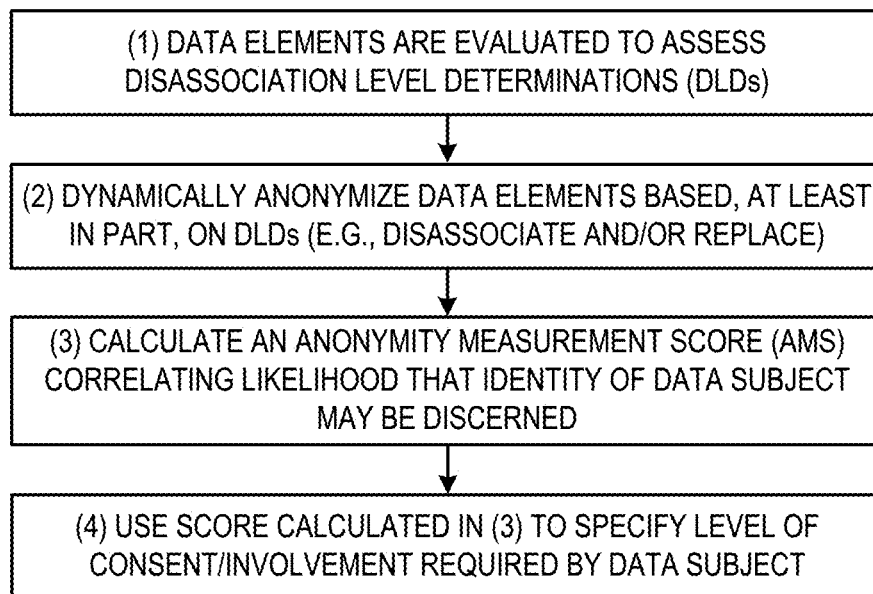 (1) DATA ELEMENTS ARE EVALUATED TO ASSESS
DISASSOCIATION LEVEL DETERMINATIONS (DLDs)
(2) DYNAMICALLY ANONYMIZE DATA ELEMENTS BASED, AT LEAST
IN PART, ON DLDs (E.G., DISASSOCIATE AND/OR REPLACE)
(3) CALCULATE AN ANONYMITY MEASUREMENT SCORE (AMS)
CORRELATING LIKELIHOOD THAT IDENTITY OF DATA SUBJECT
MAY BE DISCERNED
(4) USE SCORE CALCULATED IN (3) TO SPECIFY LEVEL OF
CONSENT/INVOLVEMENT REQUIRED BY DATA SUBJECT